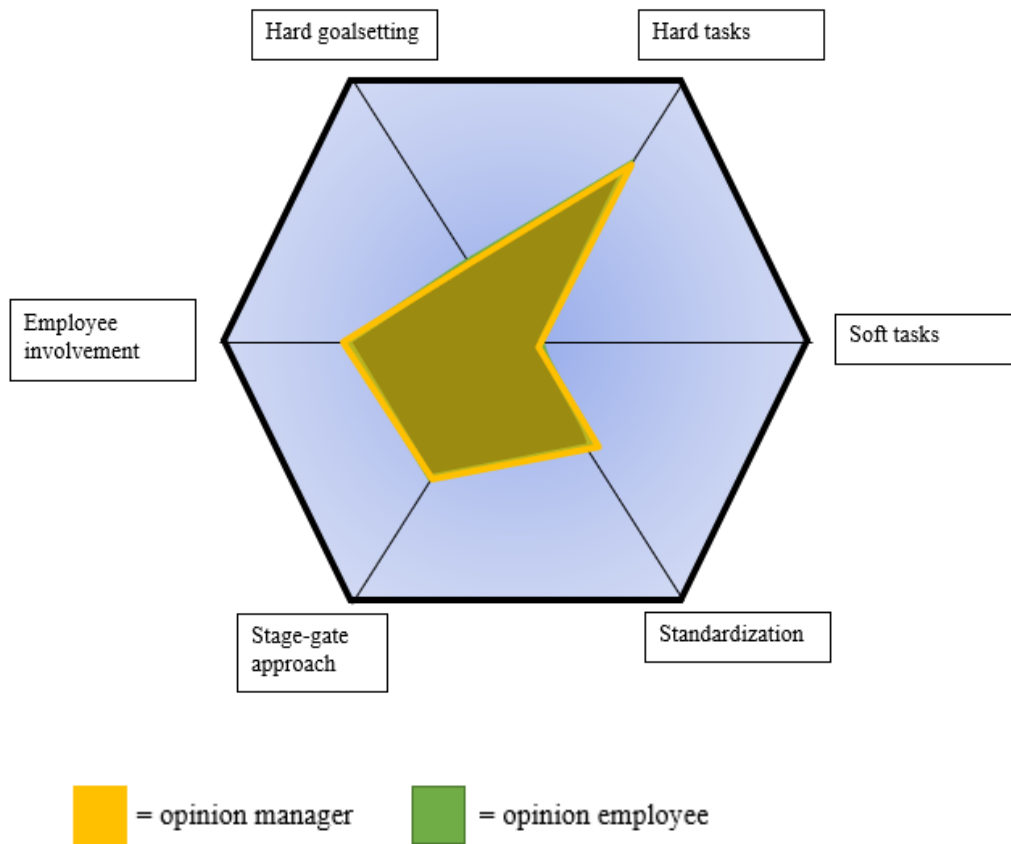 Hard goalsetting
Hard tasks
Employee
involvement
Soft tasks
Stage-gate
approach
Standardization
= opinion manager
= opinion employee